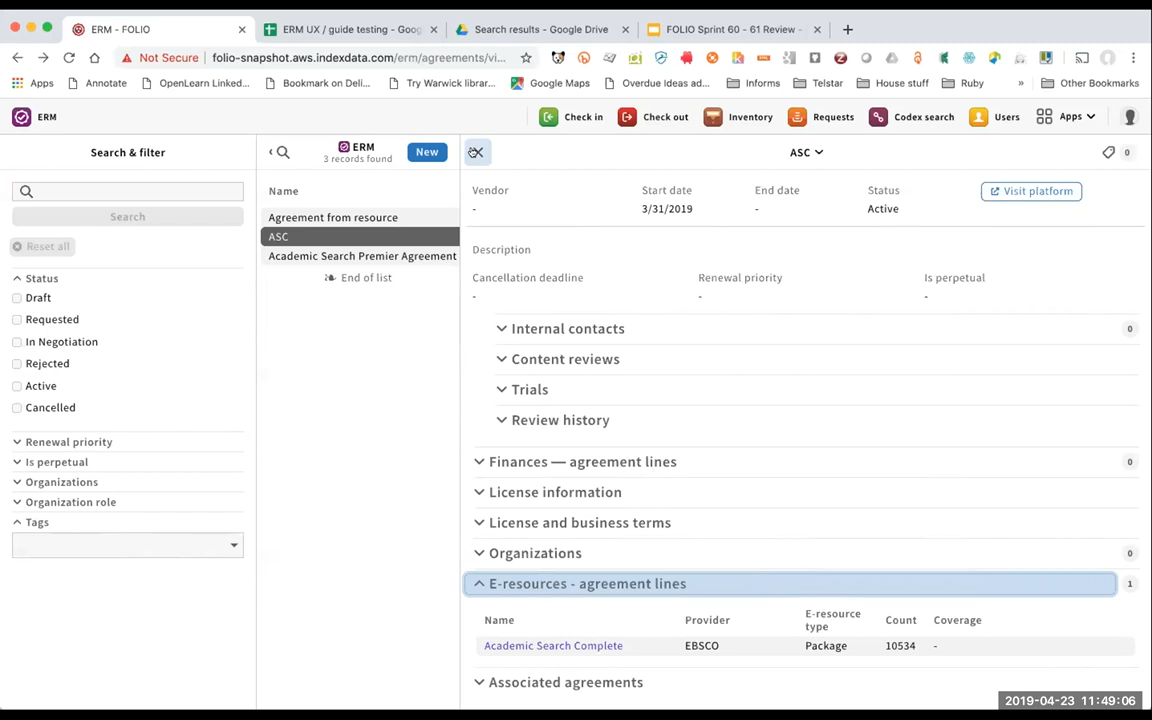 ERM - FOLIO
ERM UX / guide testing - Goog
Search results - Google Drive
FOLIO Sprint 60 - 61 Review -
Not Secure
folio-snapshot.aws.indexdata.com/erm/agreements/vi...
Apps
Annotate
OpenLearn Linked...
Bookmark on Deli...
Try Warwick librar...
Google Maps
Overdue Ideas ad...
Informs
Telstar
House stuff
Ruby
»
Other Bookmarks
ERM
Check in
Check out
Inventory
Requests
Codex search
Users
Apps
Search & filter
ERM
3 records found
New
ASC
0
Search
Reset all
Status
Draft
Requested
In Negotiation
Rejected
Active
Cancelled
Renewal priority
Is perpetual
Organizations
Organization role
Tags
Name
Agreement from resource
ASC
Academic Search Premier Agreement
End of list
Vendor Start date End date Status
- 3/31/2019 - Active
Visit platform
Description
Cancellation deadline Renewal priority Is perpetual
- - -
Internal contacts 0
Content reviews
Trials
Review history
Finances — agreement lines 0
License information
License and business terms
Organizations 0
E-resources - agreement lines 1
Name Provider E-resource type Count Coverage
Academic Search Complete EBSCO Package 10534 -
Associated agreements
2019-04-23 11:49:06